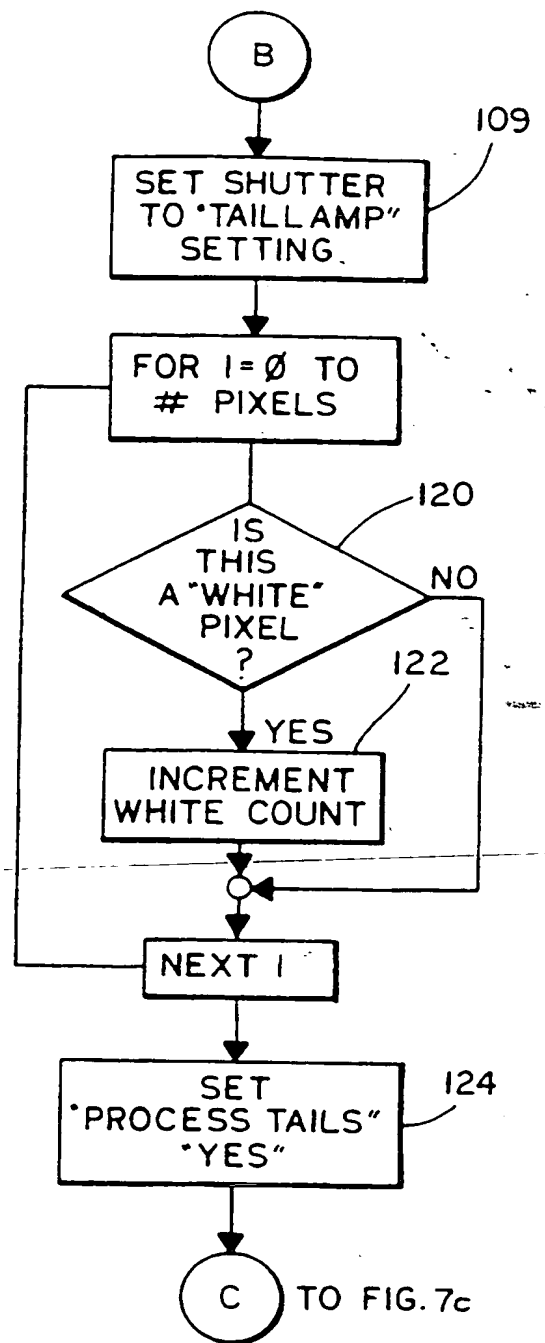 B
109
SET SHUTTER
TO "TAILLAMP"
SETTING.
FOR I=Ø TO
# PIXELS
120
IS
THIS
A "WHITE"
PIXEL
?
NO
122
YES
INCREMENT
WHITE COUNT
NEXT I
124
SET
"PROCESS TAILS"
"YES"
C TO FIG. 7c